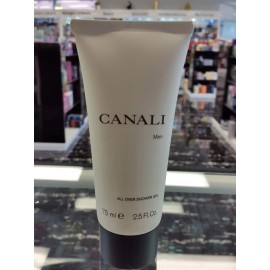 CANALI
Men
ALL OVER SHOWER GEL
75 ml ℮ 2.5 Fl. Oz.